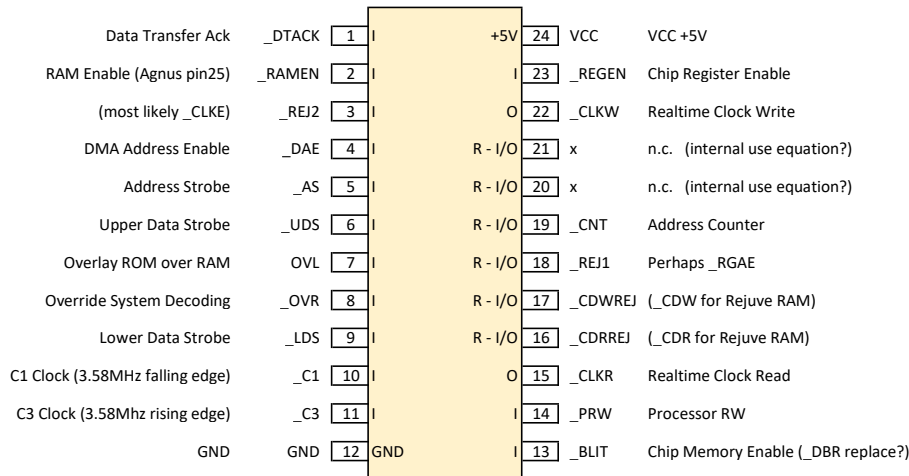 Data Transfer Ack _DTACK 1 I +5V 24 VCC VCC +5V
RAM Enable (Agnus pin25) _RAMEN 2 I I 23 _REGEN Chip Register Enable
(most likely _CLKE) _REJ2 3 I O 22 _CLKW Realtime Clock Write
DMA Address Enable _DAE 4 I R - I/O 21 x n.c. (internal use equation?)
Address Strobe _AS 5 I R - I/O 20 x n.c. (internal use equation?)
Upper Data Strobe _UDS 6 I R - I/O 19 _CNT Address Counter
Overlay ROM over RAM OVL 7 I R - I/O 18 _REJ1 Perhaps _RGAE
Override System Decoding _OVR 8 I R - I/O 17 _CDWREJ (_CDW for Rejuve RAM)
Lower Data Strobe _LDS 9 I R - I/O 16 _CDRREJ (_CDR for Rejuve RAM)
C1 Clock (3.58MHz falling edge) _C1 10 I O 15 _CLKR Realtime Clock Read
C3 Clock (3.58Mhz rising edge) _C3 11 I I 14 _PRW Processor RW
GND GND 12 GND I 13 _BLIT Chip Memory Enable (_DBR replace?)